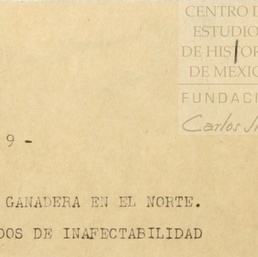 CENTRO D
ESTUDIO
DE HISTOR
DE MEXIC
FUNDACI
Carlos
9 -
GANADERA EN EL NORTE.
DOS DE INAFECTABILIDAD